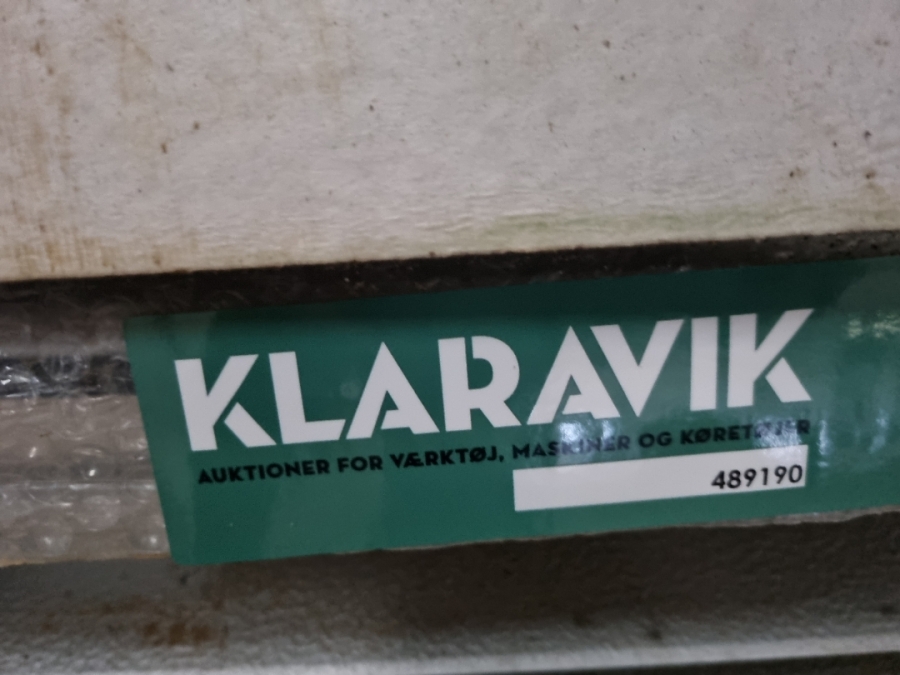 KLARAVIK
AUKTIONER FOR VÆRKTØJ, MASKINER OG KØRETØJER
489190